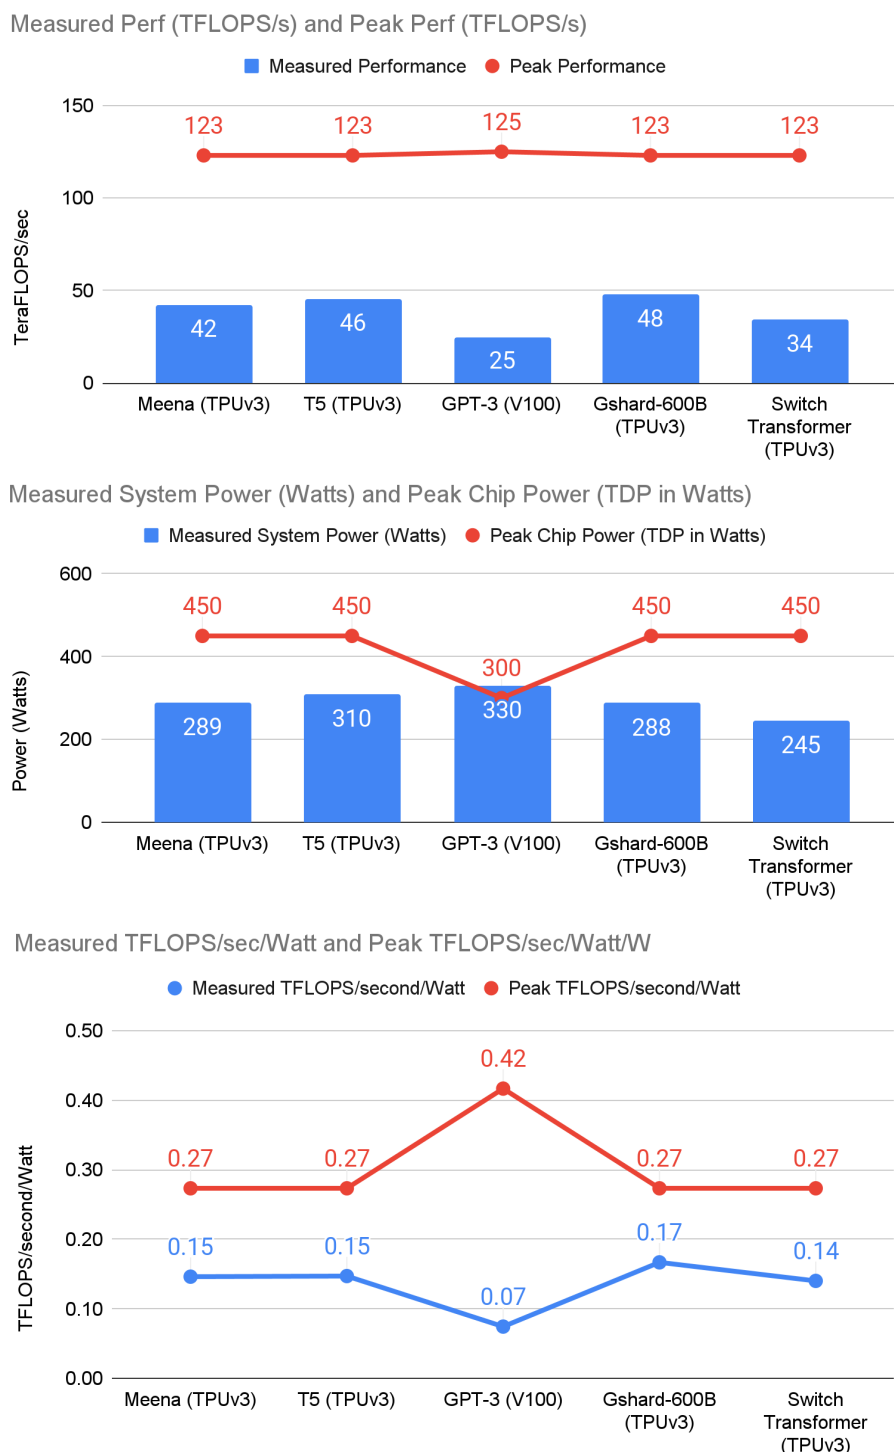 Measured Perf (TFLOPS/s) and Peak Perf (TFLOPS/s)
Measured Performance Peak Performance
150
123 123 125 123 123
100
TeraFLOPS/sec
50
42 46 25 48 34
0
Meena (TPUv3) T5 (TPUv3) GPT-3 (V100) Gshard-600B Switch
(TPUv3) Transformer
(TPUv3)
Measured System Power (Watts) and Peak Chip Power (TDP in Watts)
Measured System Power (Watts) Peak Chip Power (TDP in Watts)
600
450 450 300 450 450
400
Power (Watts)
289 310 330 288 245
200
0
Meena (TPUv3) T5 (TPUv3) GPT-3 (V100) Gshard-600B Switch
(TPUv3) Transformer
(TPUv3)
Measured TFLOPS/sec/Watt and Peak TFLOPS/sec/Watt/W
Measured TFLOPS/second/Watt Peak TFLOPS/second/Watt
0.50
0.42
0.40
0.30
0.27 0.27 0.27 0.27
TFLOPS/second/Watt
0.20
0.15 0.15 0.07 0.17 0.14
0.10
0.00
Meena (TPUv3) T5 (TPUv3) GPT-3 (V100) Gshard-600B Switch
(TPUv3) Transformer
(TPUv3)